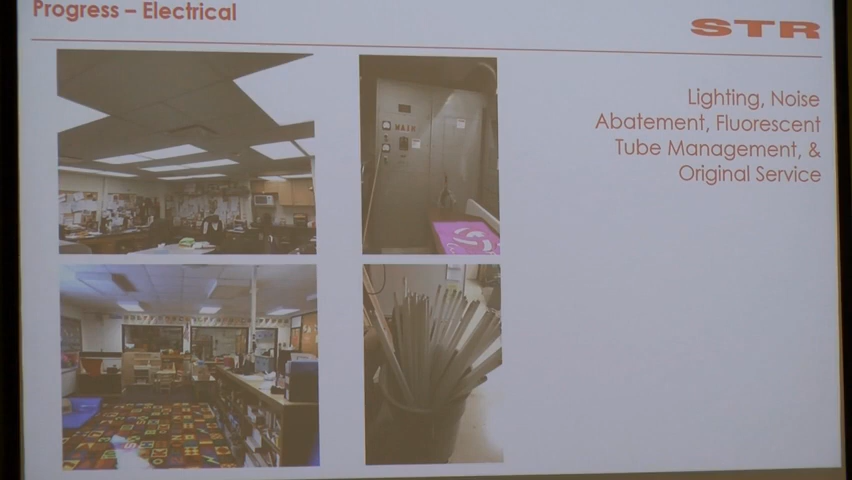 Progress – Electrical
STR
Lighting, Noise
Abatement, Fluorescent
Tube Management, &
Original Service
MAIN